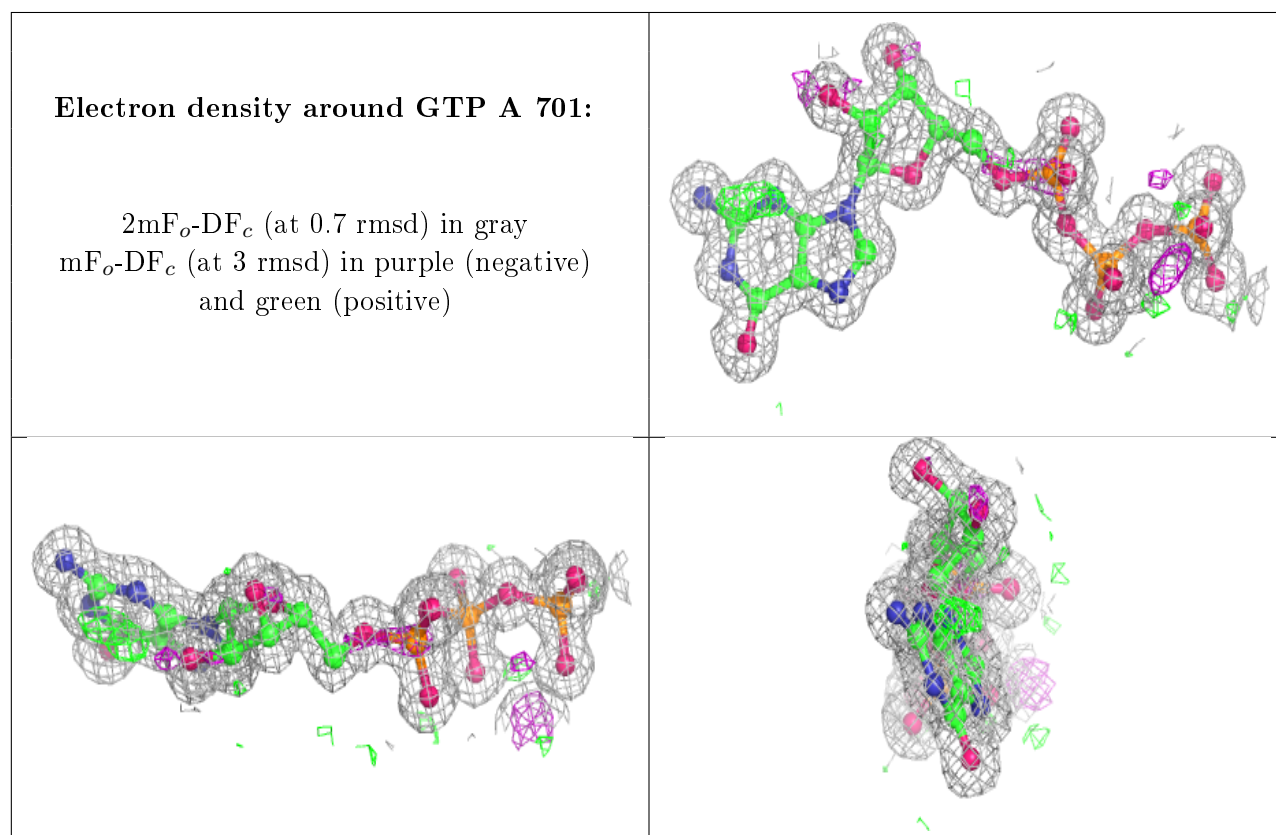 Electron density around GTP A 701:
2mFₒ-DF𝒸 (at 0.7 rmsd) in gray
mFₒ-DF𝒸 (at 3 rmsd) in purple (negative)
and green (positive)